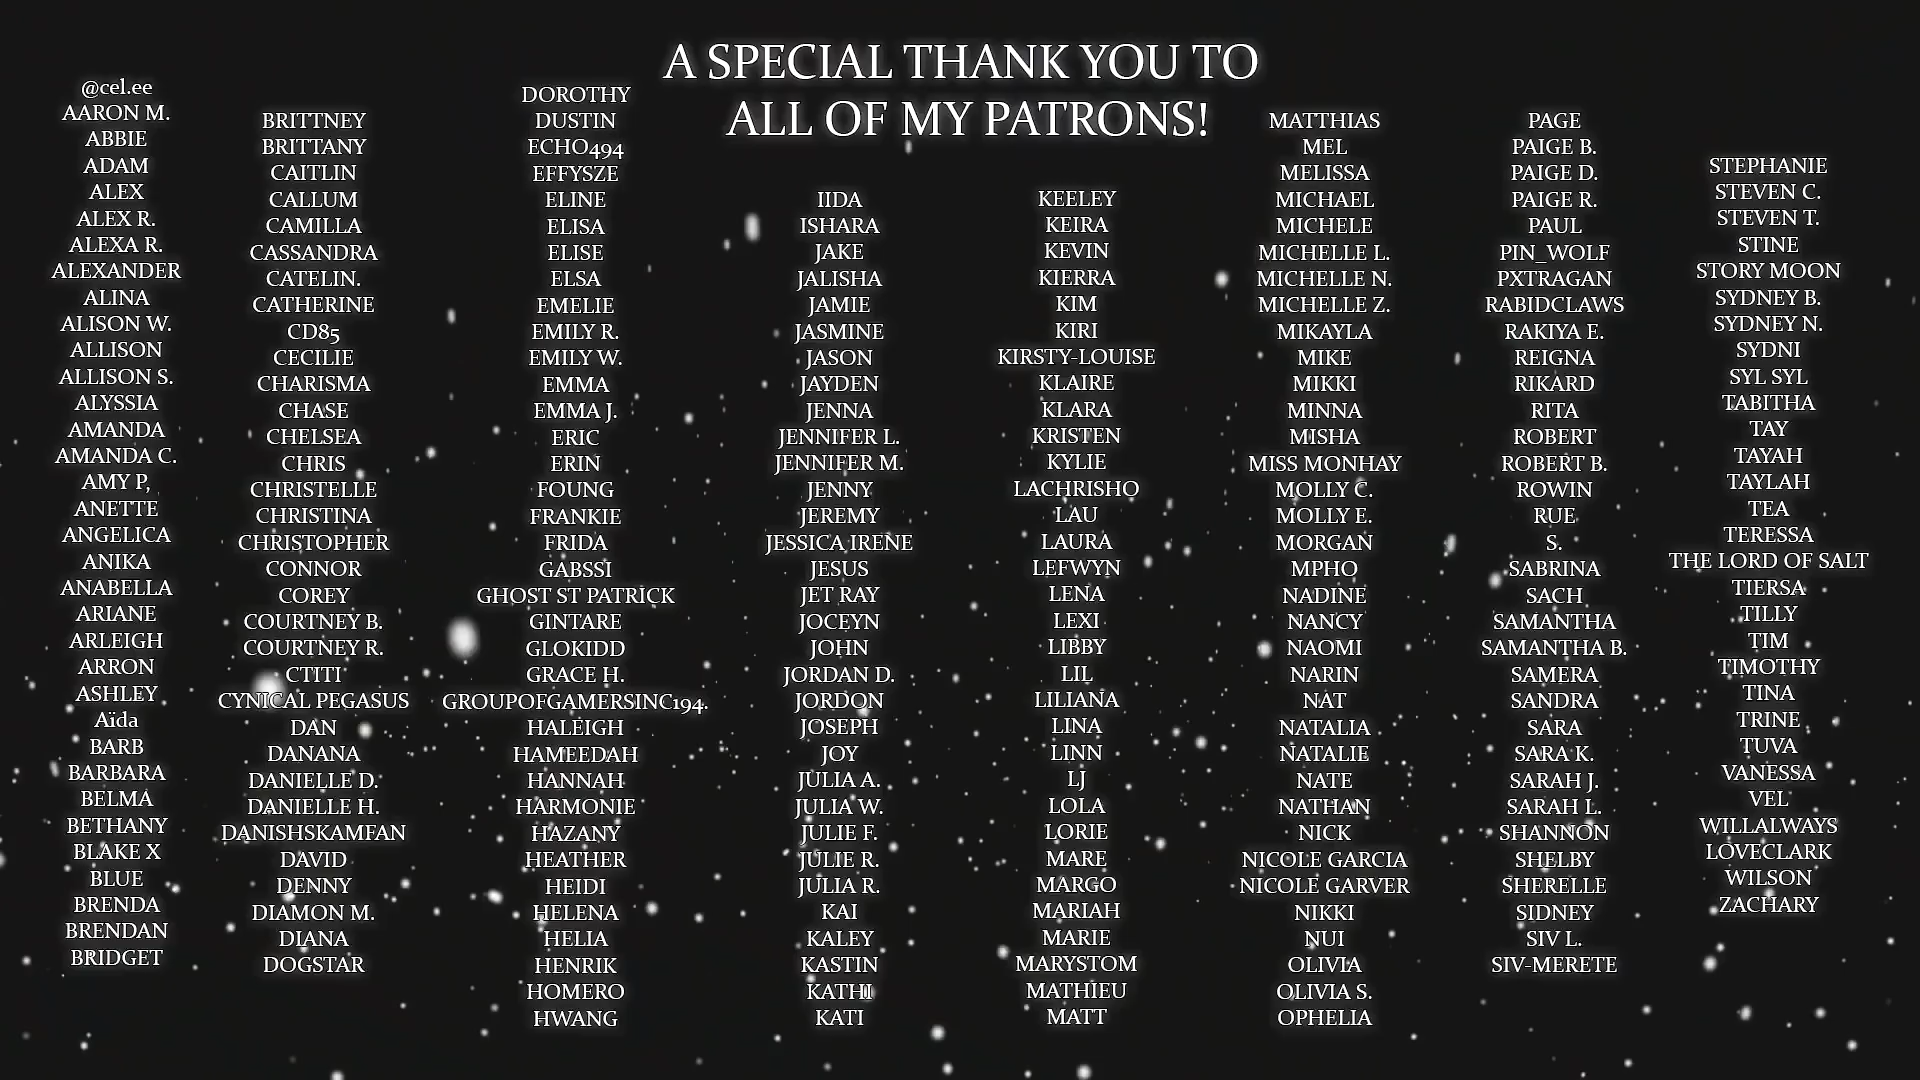 A SPECIAL THANK YOU TO
ALL OF MY PATRONS!
@cel.ee
AARON M.
ABBIE
ADAM
ALEX
ALEX R.
ALEXA R.
ALEXANDER
ALINA
ALISON W.
ALLISON
ALLISON S.
ALYSSIA
AMANDA
AMANDA C.
AMY P,
ANETTE
ANGELICA
ANIKA
ANABELLA
ARIANE
ARLEIGH
ARRON
ASHLEY
Aïda
BARB
BARBARA
BELMA
BETHANY
BLAKE X
BLUE
BRENDA
BRENDAN
BRIDGET
BRITTNEY
BRITTANY
CAITLIN
CALLUM
CAMILLA
CASSANDRA
CATELIN.
CATHERINE
CD85
CECILIE
CHARISMA
CHASE
CHELSEA
CHRIS
CHRISTELLE
CHRISTINA
CHRISTOPHER
CONNOR
COREY
COURTNEY B.
COURTNEY R.
CTITI
CYNICAL PEGASUS
DAN
DANANA
DANIELLE D.
DANIELLE H.
DANISHSKAMFAN
DAVID
DENNY
DIAMON M.
DIANA
DOGSTAR
DOROTHY
DUSTIN
ECHO494
EFFYSZE
ELINE
ELISA
ELISE
ELSA
EMELIE
EMILY R.
EMILY W.
EMMA
EMMA J.
ERIC
ERIN
FOUNG
FRANKIE
FRIDA
GABSSI
GHOST ST PATRICK
GINTARE
GLOKIDD
GRACE H.
GROUPOFGAMERSINC194.
HALEIGH
HAMEEDAH
HANNAH
HARMONIE
HAZANY
HEATHER
HEIDI
HELENA
HELIA
HENRIK
HOMERO
HWANG
IIDA
ISHARA
JAKE
JALISHA
JAMIE
JASMINE
JASON
JAYDEN
JENNA
JENNIFER L.
JENNIFER M.
JENNY
JEREMY
JESSICA IRENE
JESUS
JET RAY
JOCEYN
JOHN
JORDAN D.
JORDON
JOSEPH
JOY
JULIA A.
JULIA W.
JULIE F.
JULIE R.
JULIA R.
KAI
KALEY
KASTIN
KATHI
KATI
KEELEY
KEIRA
KEVIN
KIERRA
KIM
KIRI
KIRSTY-LOUISE
KLAIRE
KLARA
KRISTEN
KYLIE
LACHRISHO
LAU
LAURA
LEFWYN
LENA
LEXI
LIBBY
LIL
LILIANA
LINA
LINN
LJ
LOLA
LORIE
MARE
MARGO
MARIAH
MARIE
MARYSTOM
MATHIEU
MATT
MATTHIAS
MEL
MELISSA
MICHAEL
MICHELE
MICHELLE L.
MICHELLE N.
MICHELLE Z.
MIKAYLA
MIKE
MIKKI
MINNA
MISHA
MISS MONHAY
MOLLY C.
MOLLY E.
MORGAN
MPHO
NADINE
NANCY
NAOMI
NARIN
NAT
NATALIA
NATALIE
NATE
NATHAN
NICK
NICOLE GARCIA
NICOLE GARVER
NIKKI
NUI
OLIVIA
OLIVIA S.
OPHELIA
PAGE
PAIGE B.
PAIGE D.
PAIGE R.
PAUL
PIN_WOLF
PXTRAGAN
RABIDCLAWS
RAKIYA E.
REIGNA
RIKARD
RITA
ROBERT
ROBERT B.
ROWIN
RUE
S.
SABRINA
SACH
SAMANTHA
SAMANTHA B.
SAMERA
SANDRA
SARA
SARA K.
SARAH J.
SARAH L.
SHANNON
SHELBY
SHERELLE
SIDNEY
SIV L.
SIV-MERETE
STEPHANIE
STEVEN C.
STEVEN T.
STINE
STORY MOON
SYDNEY B.
SYDNEY N.
SYDNI
SYL SYL
TABITHA
TAY
TAYAH
TAYLAH
TEA
TERESSA
THE LORD OF SALT
TIERSA
TILLY
TIM
TIMOTHY
TINA
TRINE
TUVA
VANESSA
VEL
WILLALWAYS
LOVECLARK
WILSON
ZACHARY